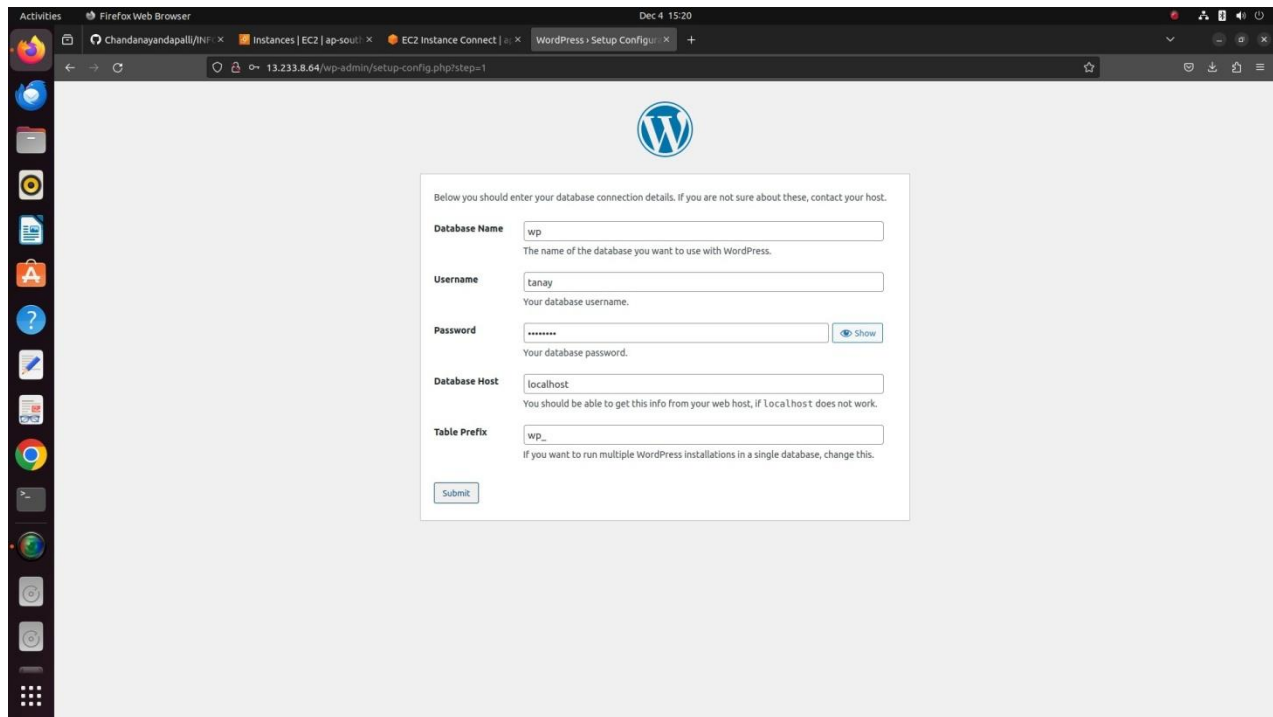 Activities
Firefox Web Browser
Dec 4 15:20
Chandanayandapalli/INF
Instances | EC2 | ap-sout
EC2 Instance Connect | ap
WordPress › Setup Configur
13.233.8.64/wp-admin/setup-config.php?step=1
Below you should enter your database connection details. If you are not sure about these, contact your host.
Database Name
wp
The name of the database you want to use with WordPress.
Username
tanay
Your database username.
Password
••••••••
Show
Your database password.
Database Host
localhost
You should be able to get this info from your web host, if localhost does not work.
Table Prefix
wp_
If you want to run multiple WordPress installations in a single database, change this.
Submit